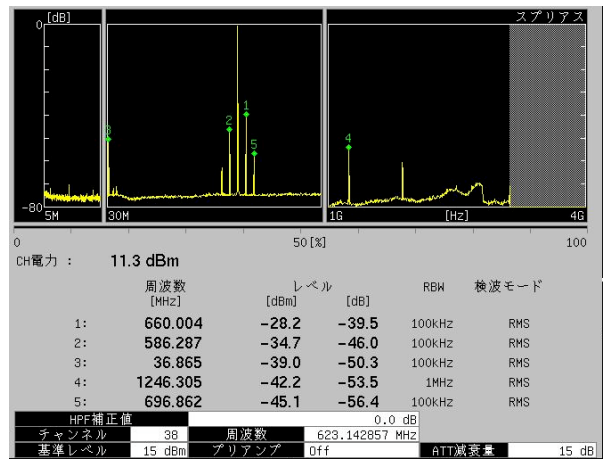 [dB] スプリアス
0
1
2
3
5
4
-80
5M 30M 1G [Hz] 4G
0 50[%] 100
CH電力 : 11.3 dBm
周波数 レベル RBW 検波モード
[MHz] [dBm] [dB]
1: 660.004 -28.2 -39.5 100kHz RMS
2: 586.287 -34.7 -46.0 100kHz RMS
3: 36.865 -39.0 -50.3 100kHz RMS
4: 1246.305 -42.2 -53.5 1MHz RMS
5: 696.862 -45.1 -56.4 100kHz RMS
HPF補正値 0.0 dB
チャンネル 38 周波数 623.142857 MHz
基準レベル 15 dBm プリアンプ Off ATT減衰量 15 dB